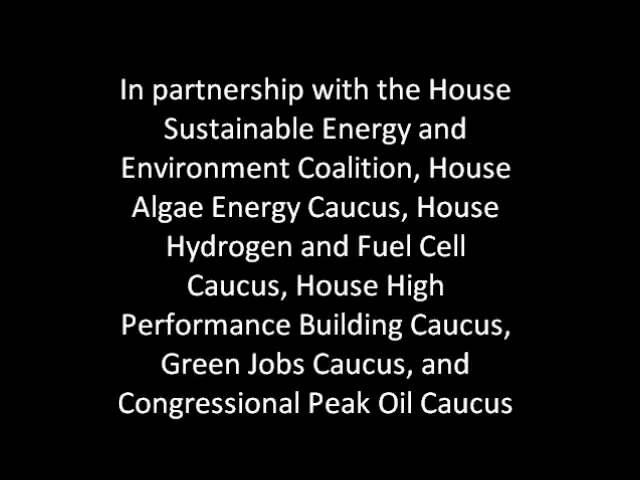 In partnership with the House
Sustainable Energy and
Environment Coalition, House
Algae Energy Caucus, House
Hydrogen and Fuel Cell
Caucus, House High
Performance Building Caucus,
Green Jobs Caucus, and
Congressional Peak Oil Caucus